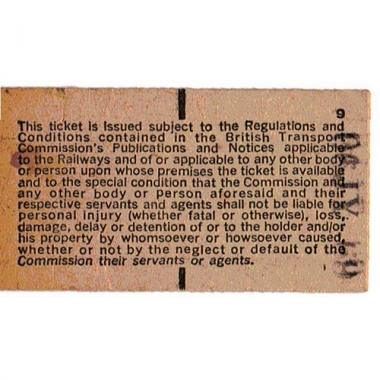 9
This ticket is Issued subject to the Regulations and
Conditions contained in the British Transport
Commission's Publications and Notices applicable
to the Railways and of or applicable to any other body
or person upon whose premises the ticket is available
and to the special condition that the Commission and
any other body or person aforesaid and their
respective servants and agents shall not be liable for
personal injury (whether fatal or otherwise), loss,
damage, delay or detention of or to the holder and/or
his property by whomsoever or howsoever caused,
whether or not by the neglect or default of the
Commission their servants or agents.